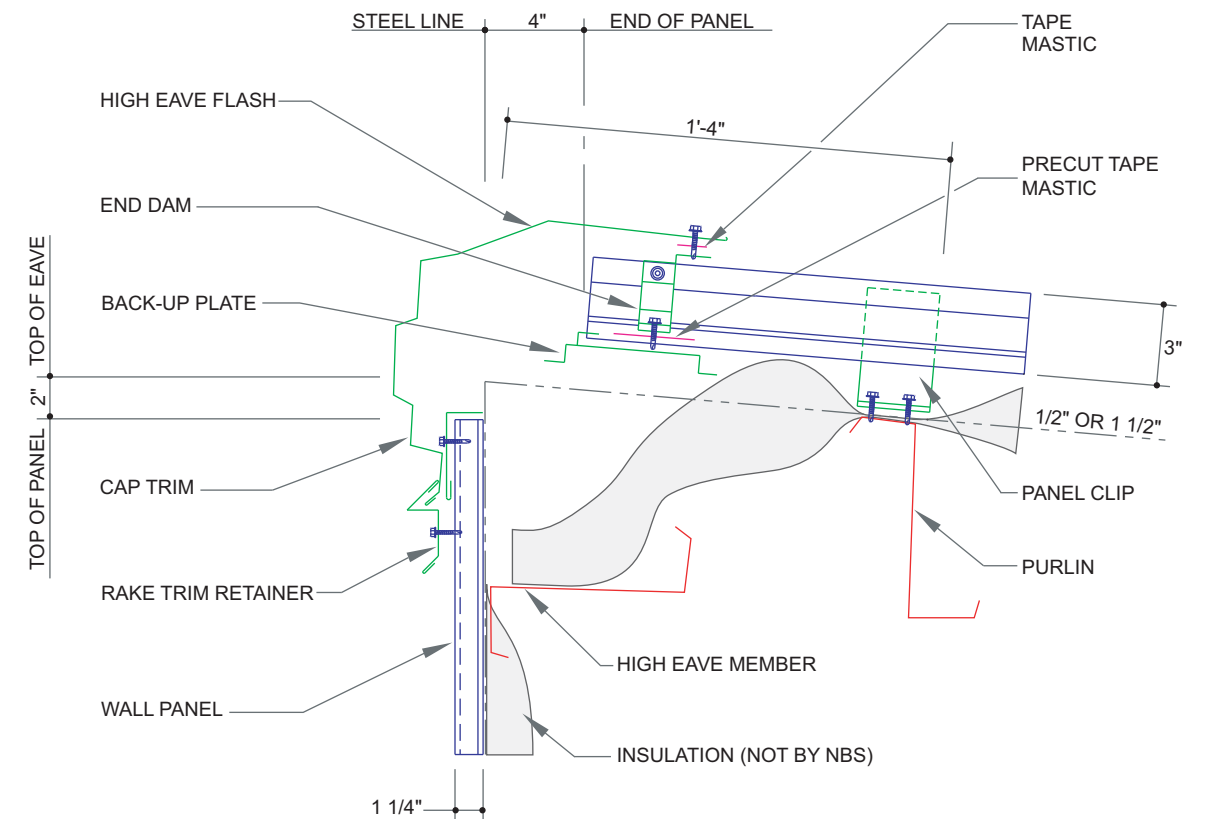 STEEL LINE
4"
END OF PANEL
TAPE
MASTIC
HIGH EAVE FLASH
1'-4"
PRECUT TAPE
MASTIC
END DAM
TOP OF EAVE
BACK-UP PLATE
3"
2"
1/2" OR 1 1/2"
TOP OF PANEL
CAP TRIM
PANEL CLIP
PURLIN
RAKE TRIM RETAINER
HIGH EAVE MEMBER
WALL PANEL
INSULATION (NOT BY NBS)
1 1/4"